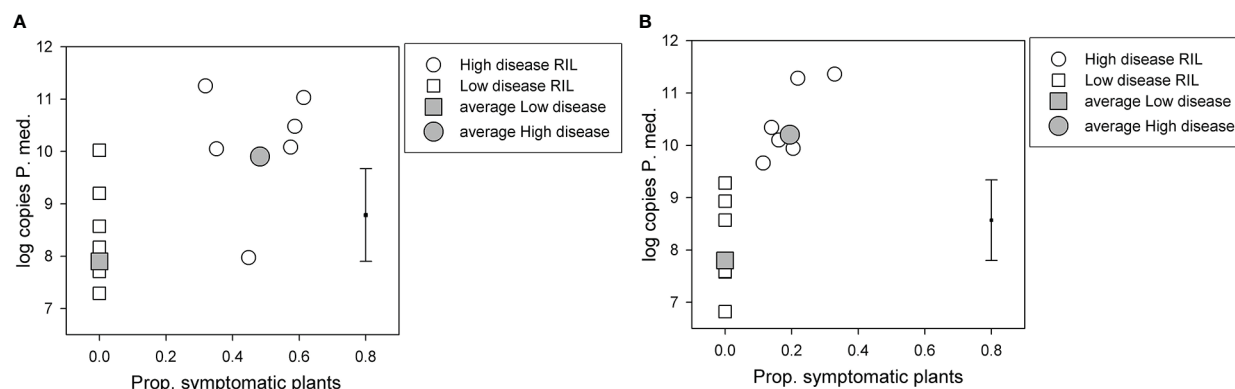 A
12
11
10
9
8
7
0.0 0.2 0.4 0.6 0.8
log copies P. med.
Prop. symptomatic plants
High disease RIL
Low disease RIL
average Low disease
average High disease
B
12
11
10
9
8
7
0.0 0.2 0.4 0.6 0.8
log copies P. med.
Prop. symptomatic plants
High disease RIL
Low disease RIL
average Low disease
average High disease